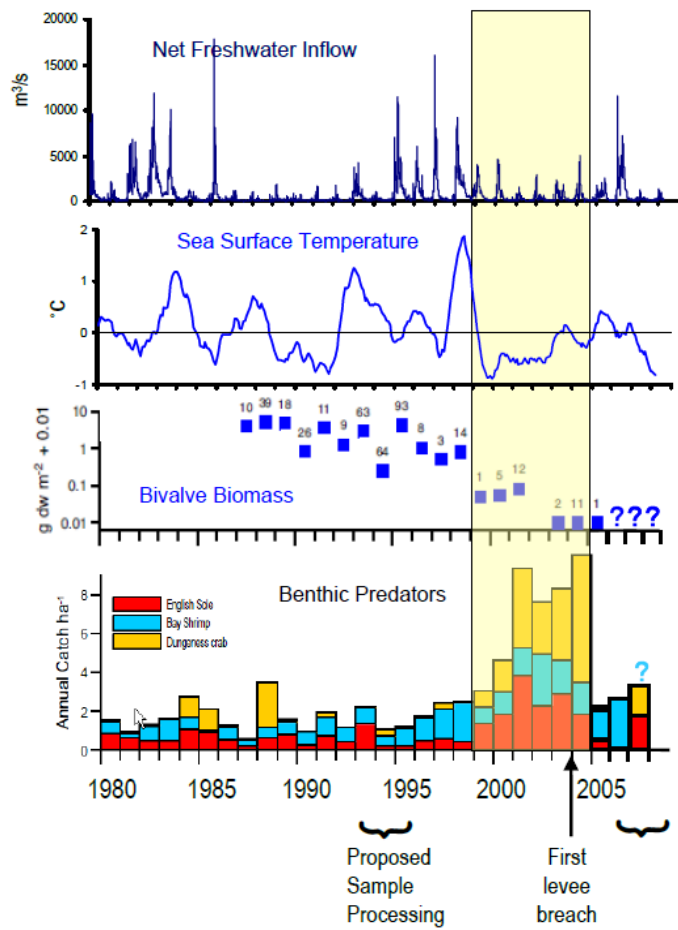 Net Freshwater Inflow
m³/s
20000
15000
10000
5000
0
Sea Surface Temperature
°C
2
1
0
-1
g dw m⁻² + 0.01
10
1
0.1
0.01
10 39 18 26 11 9 63 64 93 8 3 14 1 5 12 2 11 1
Bivalve Biomass
???
Benthic Predators
Annual Catch ha⁻¹
8
6
4
2
0
English Sole
Bay Shrimp
Dungeness crab
?
1980 1985 1990 1995 2000 2005
Proposed
Sample
Processing
First
levee
breach